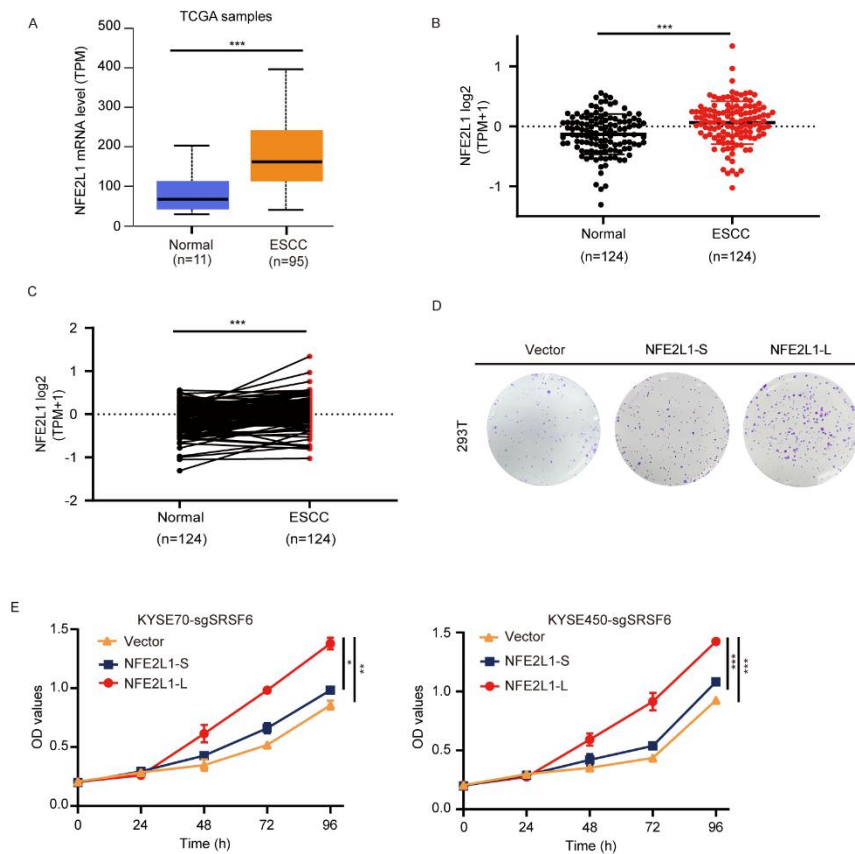 A
TCGA samples
***
NFE2L1 mRNA level (TPM)
500
400
300
200
100
0
Normal
(n=11)
ESCC
(n=95)
B
***
NFE2L1 log2
(TPM+1)
1
0
-1
Normal
(n=124)
ESCC
(n=124)
C
***
NFE2L1 log2
(TPM+1)
2
1
0
-1
-2
Normal
(n=124)
ESCC
(n=124)
D
Vector
NFE2L1-S
NFE2L1-L
293T
E
KYSE70-sgSRSF6
Vector
NFE2L1-S
NFE2L1-L
*
**
OD values
1.5
1.0
0.5
0.0
0
24
48
72
96
Time (h)
KYSE450-sgSRSF6
Vector
NFE2L1-S
NFE2L1-L
***
***
OD values
1.5
1.0
0.5
0.0
0
24
48
72
96
Time (h)